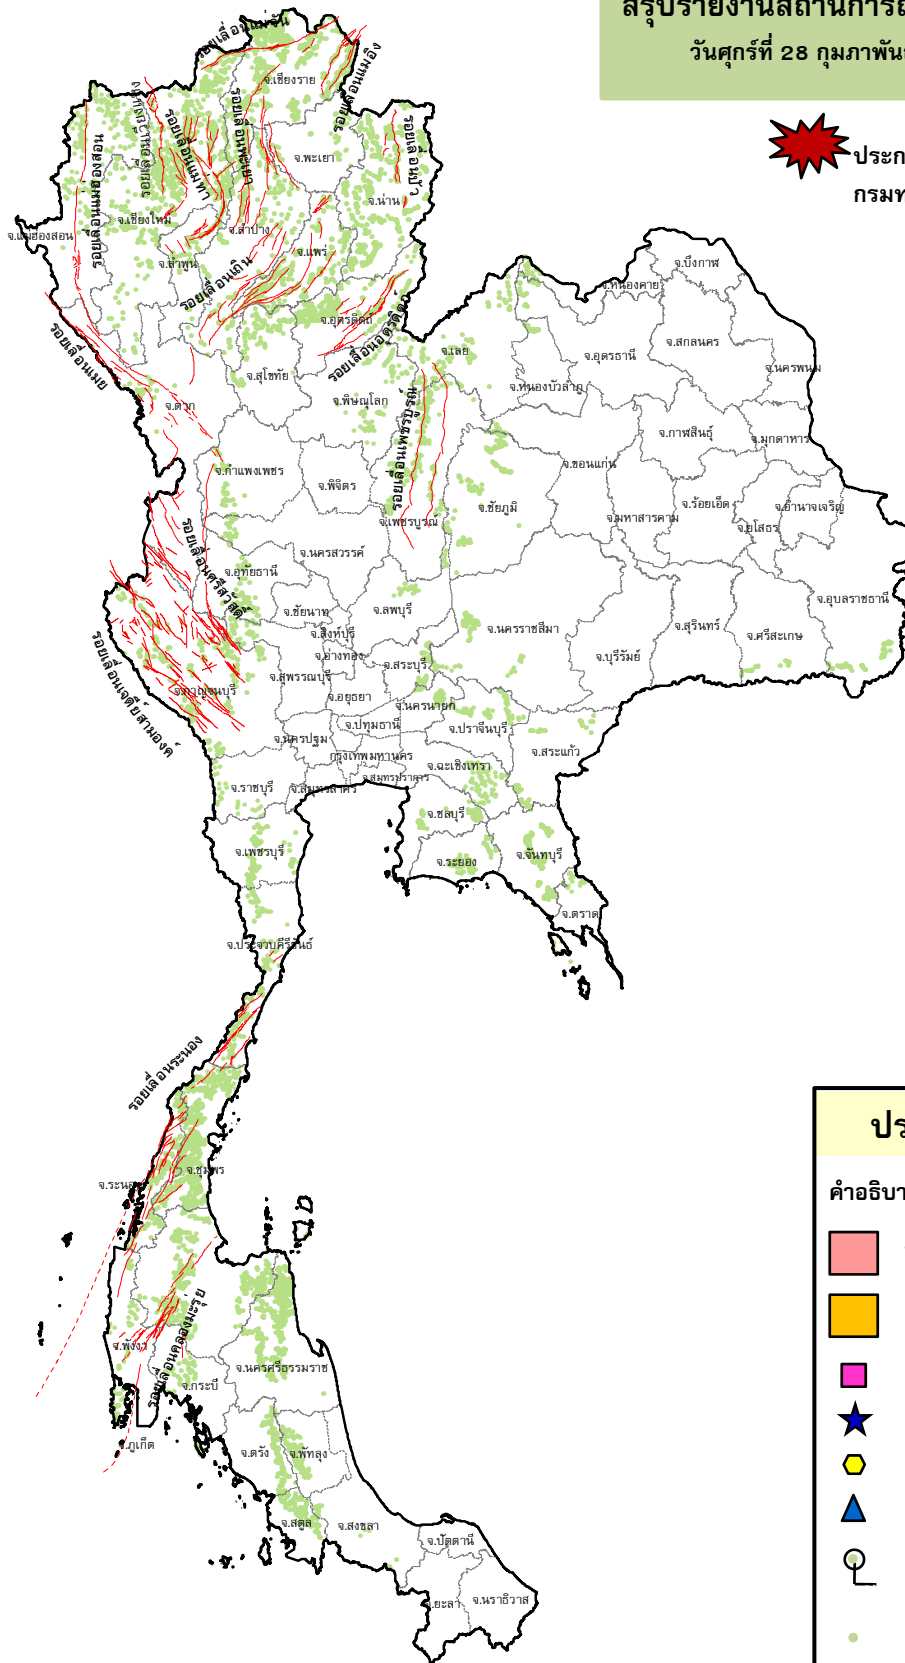 สรุปรายงานสถานการณ์
วันศุกร์ที่ 28 กุมภาพันธ์
ประกา
กรมท
รอยเลื่อนแม่จัน
รอยเลื่อนแม่อิง
จ.เชียงราย
รอยเลื่อนแม่ฮ่องสอน
รอยเลื่อนแม่ทา
รอยเลื่อนพะเยา
รอยเลื่อนปัว
จ.พะเยา
จ.น่าน
จ.เชียงใหม่
จ.แม่ฮ่องสอน
จ.ลำปาง
จ.แพร่
จ.ลำพูน
รอยเลื่อนเถิน
จ.บึงกาฬ
จ.หนองคาย
จ.อุตรดิตถ์
รอยเลื่อนอุตรดิตถ์
จ.สกลนคร
จ.เลย
จ.อุดรธานี
จ.นครพนม
รอยเลื่อนเมย
จ.สุโขทัย
จ.หนองบัวลำภู
จ.พิษณุโลก
จ.ตาก
รอยเลื่อนเพชรบูรณ์
จ.กาฬสินธุ์
จ.มุกดาหาร
จ.กำแพงเพชร
จ.ขอนแก่น
จ.พิจิตร
จ.ชัยภูมิ
จ.ร้อยเอ็ด
จ.อำนาจเจริญ
จ.เพชรบูรณ์
จ.มหาสารคาม
จ.ยโสธร
รอยเลื่อนศรีสวัสดิ์
จ.นครสวรรค์
จ.อุทัยธานี
จ.ชัยนาท
จ.ลพบุรี
จ.อุบลราชธานี
จ.สิงห์บุรี
จ.นครราชสีมา
จ.สุรินทร์
จ.ศรีสะเกษ
จ.อ่างทอง
จ.สระบุรี
จ.บุรีรัมย์
จ.สุพรรณบุรี
จ.กาญจนบุรี
จ.อยุธยา
จ.นครนายก
รอยเลื่อนเจดีย์สามองค์
จ.ปทุมธานี
จ.ปราจีนบุรี
จ.นครปฐม
จ.สระแก้ว
กรุงเทพมหานคร
จ.ฉะเชิงเทรา
จ.สมทรปราการ
จ.ราชบุรี
จ.สมุทรสาคร
จ.ชลบุรี
จ.เพชรบุรี
จ.ระยอง
จ.จันทบุรี
จ.ตราด
จ.ประจวบคีรีขันธ์
รอยเลื่อนระนอง
จ.ชุมพร
จ.ระนอง
ประ
คำอธิบา
รอยเลื่อนคลองมะรุ่ย
จ.พังงา
จ.นครศรีธรรมราช
จ.กระบี่
จ.ภูเก็ต
จ.ตรัง
จ.พัทลุง
จ.สตูล
จ.สงขลา
จ.ปัตตานี
จ.ยะลา
จ.นราธิวาส